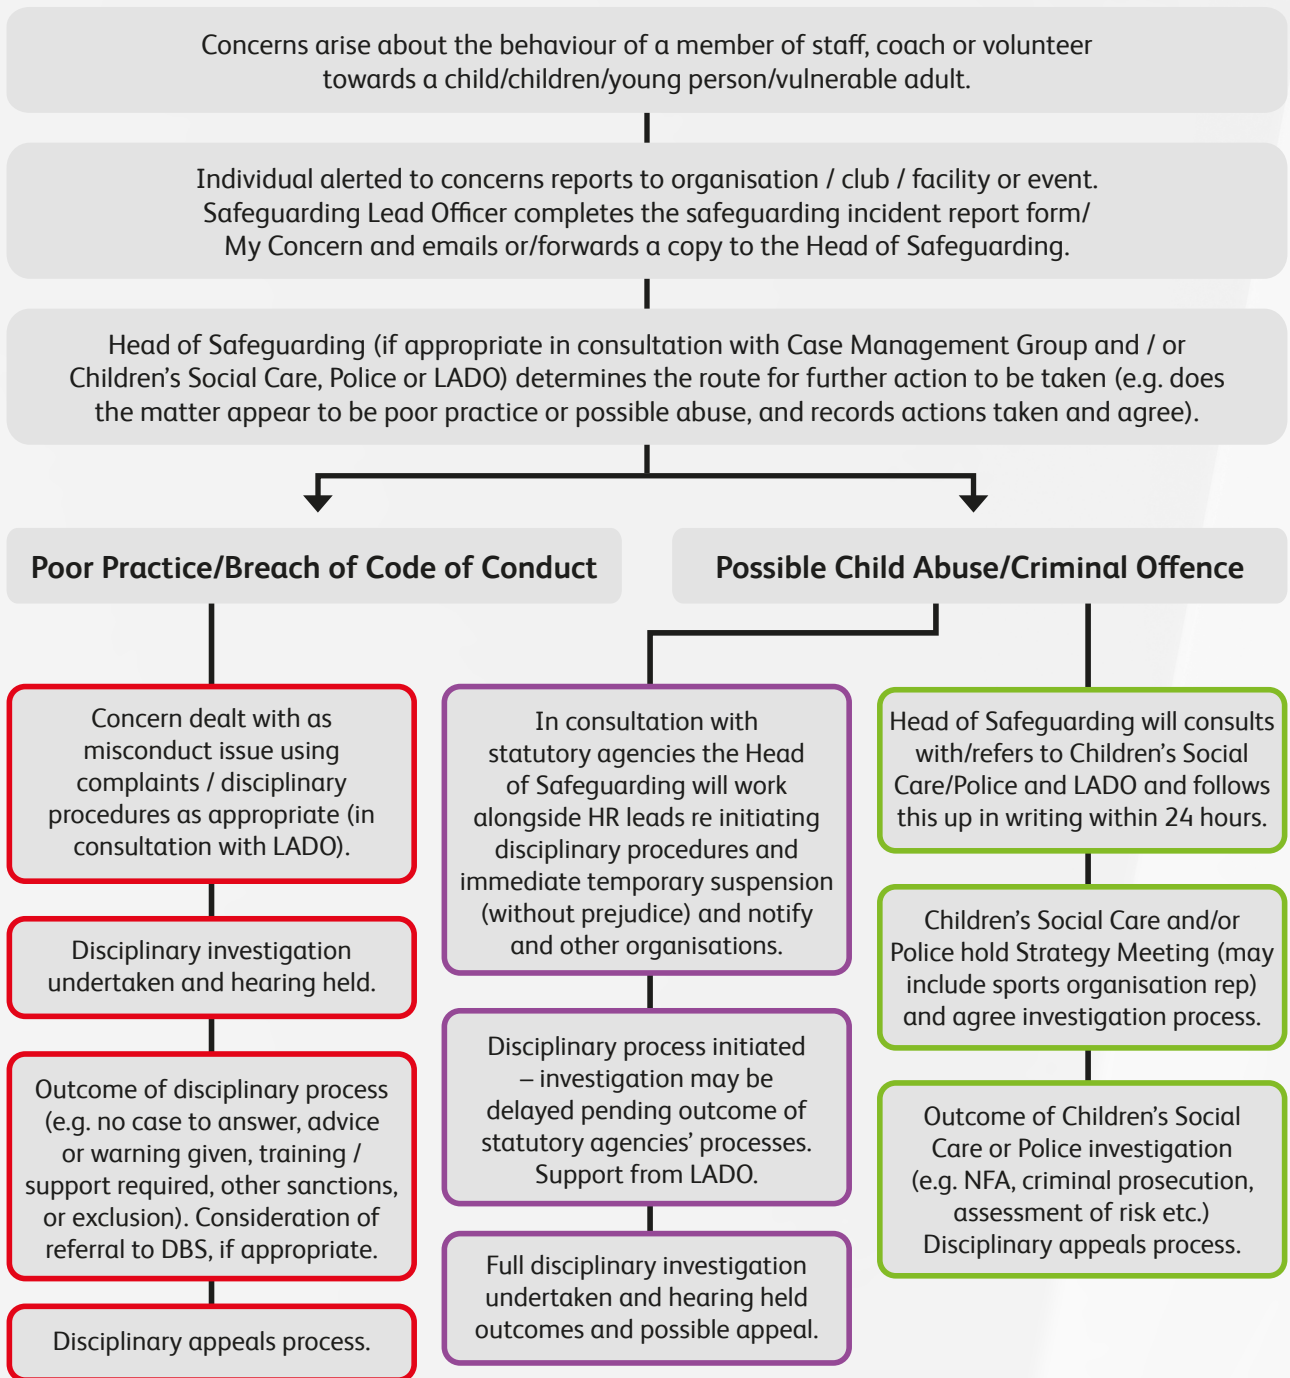 Concerns arise about the behaviour of a member of staff, coach or volunteer
towards a child/children/young person/vulnerable adult.
Individual alerted to concerns reports to organisation / club / facility or event.
Safeguarding Lead Officer completes the safeguarding incident report form/
My Concern and emails or/forwards a copy to the Head of Safeguarding.
Head of Safeguarding (if appropriate in consultation with Case Management Group and / or
Children's Social Care, Police or LADO) determines the route for further action to be taken (e.g. does
the matter appear to be poor practice or possible abuse, and records actions taken and agree).
Poor Practice/Breach of Code of Conduct
Possible Child Abuse/Criminal Offence
Concern dealt with as
misconduct issue using
complaints / disciplinary
procedures as appropriate (in
consultation with LADO).
Disciplinary investigation
undertaken and hearing held.
Outcome of disciplinary process
(e.g. no case to answer, advice
or warning given, training /
support required, other sanctions,
or exclusion). Consideration of
referral to DBS, if appropriate.
Disciplinary appeals process.
In consultation with
statutory agencies the Head
of Safeguarding will work
alongside HR leads re initiating
disciplinary procedures and
immediate temporary suspension
(without prejudice) and notify
and other organisations.
Disciplinary process initiated
– investigation may be
delayed pending outcome of
statutory agencies' processes.
Support from LADO.
Full disciplinary investigation
undertaken and hearing held
outcomes and possible appeal.
Head of Safeguarding will consults
with/refers to Children's Social
Care/Police and LADO and follows
this up in writing within 24 hours.
Children's Social Care and/or
Police hold Strategy Meeting (may
include sports organisation rep)
and agree investigation process.
Outcome of Children's Social
Care or Police investigation
(e.g. NFA, criminal prosecution,
assessment of risk etc.)
Disciplinary appeals process.